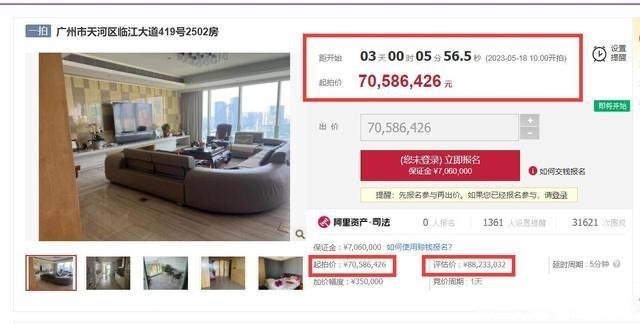 一拍 广州市天河区临江大道419号2502房
距开始 03 天 00 时 05 分 56.5 秒 (2023-05-18 10:00开拍)
设置
提醒
起拍价 70,586,426 元
即将开始
出 价 70,586,426 + -
(您未登录) 立即报名
保证金 ¥7,060,000
如何交钱报名
提醒：先报名参与再出价。如果您已经报名参与，请登录
阿里资产·司法 0 人报名 1361 人设置提醒 31621 次围观
保证金：¥7,060,000 如何使用赊钱报名?
起拍价：¥70,586,426 评估价：¥88,233,032 延时周期：5分钟
加价幅度：¥350,000 竞价周期：1天